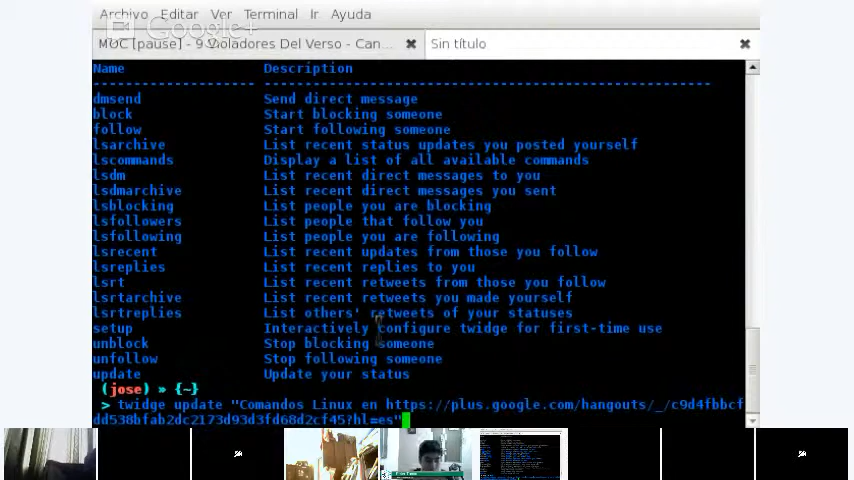 Archivo Editar Ver Terminal Ir Ayuda
Google+
MOC [pause] - 9 Violadores Del Verso - Can... Sin título
Name Description
dmsend Send direct message
block Start blocking someone
follow Start following someone
lsarchive List recent status updates you posted yourself
lscommands Display a list of all available commands
lsdm List recent direct messages to you
lsdmarchive List recent direct messages you sent
lsblocking List people you are blocking
lsfollowers List people that follow you
lsfollowing List people you are following
lsrecent List recent updates from those you follow
lsreplies List recent replies to you
lsrt List recent retweets from those you follow
lsrtarchive List recent retweets you made yourself
lsrtreplies List others' retweets of your statuses
setup Interactively configure twidge for first-time use
unblock Stop blocking someone
unfollow Stop following someone
update Update your status
(jose) » {~}
> twidge update "Comandos Linux en https://plus.google.com/hangouts/_/c9d4fbbcf
dd538bfab2dc2173d93d3fd68d2cf45?hl=es"